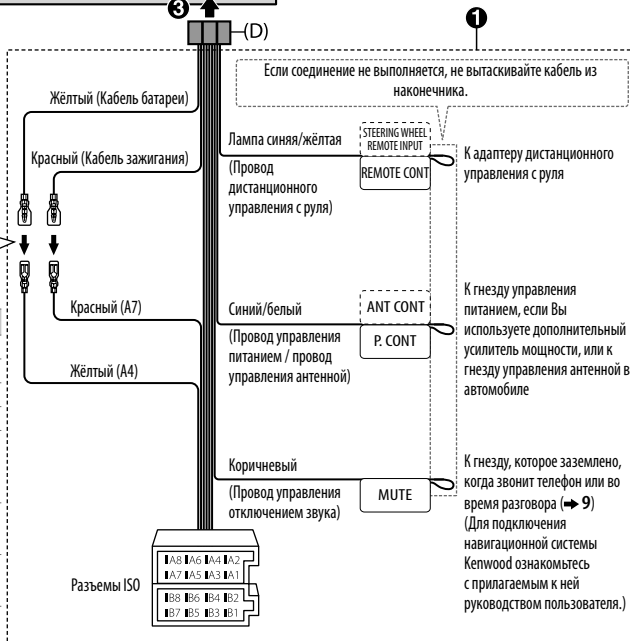 ❸
(D)
❶
Если соединение не выполняется, не вытаскивайте кабель из
наконечника.
Жёлтый (Кабель батареи)
Красный (Кабель зажигания)
Лампа синяя/жёлтая
(Провод
дистанционного
управления с руля)
STEERING WHEEL
REMOTE INPUT
REMOTE CONT
К адаптеру дистанционного
управления с руля
Красный (A7)
Жёлтый (A4)
Синий/белый
(Провод управления
питанием / провод
управления антенной)
ANT CONT
P. CONT
К гнезду управления
питанием, если Вы
используете дополнительный
усилитель мощности, или к
гнезду управления антенной в
автомобиле
Коричневый
(Провод управления
отключением звука)
MUTE
К гнезду, которое заземлено,
когда звонит телефон или во
время разговора (➡ 9)
(Для подключения
навигационной системы
Kenwood ознакомьтесь
с прилагаемым к ней
руководством пользователя.)
Разъемы ISO
A8 A6 A4 A2
A7 A5 A3 A1
B8 B6 B4 B2
B7 B5 B3 B1